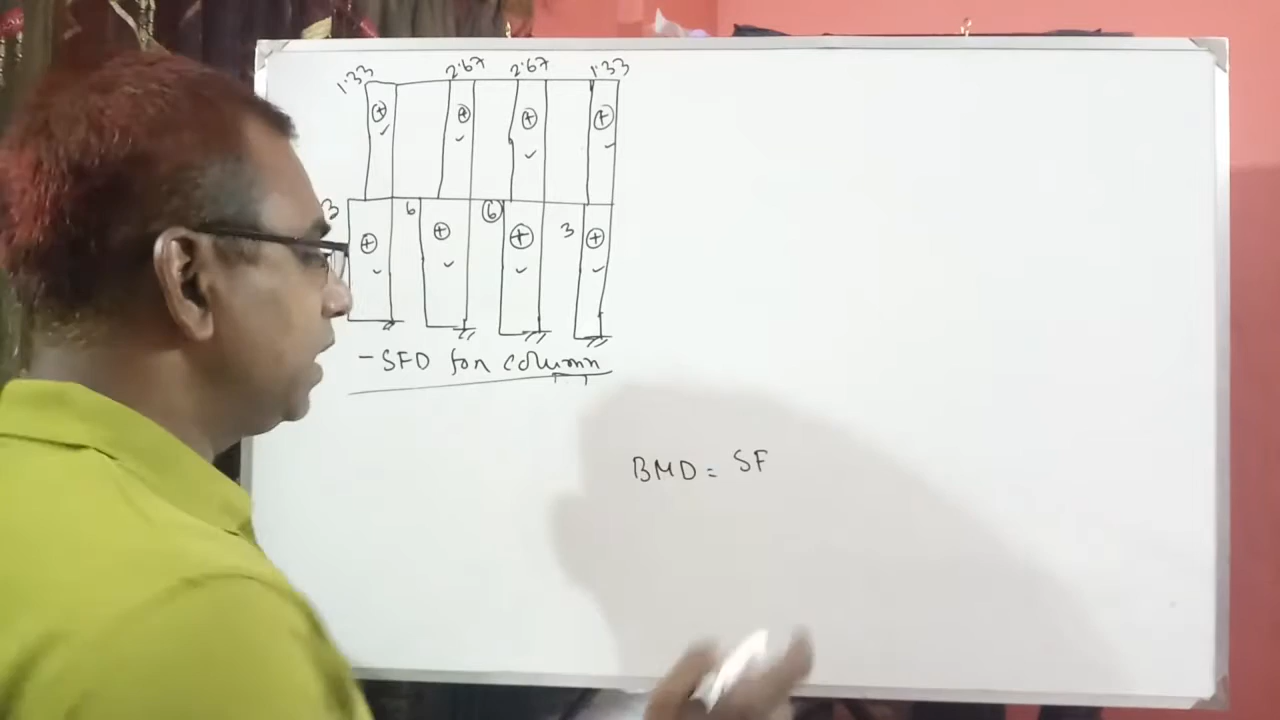 1.33 2.67 2.67 1.33
+ + + +
3 6 6 3
+ + + +
- SFD for column
BMD = SF